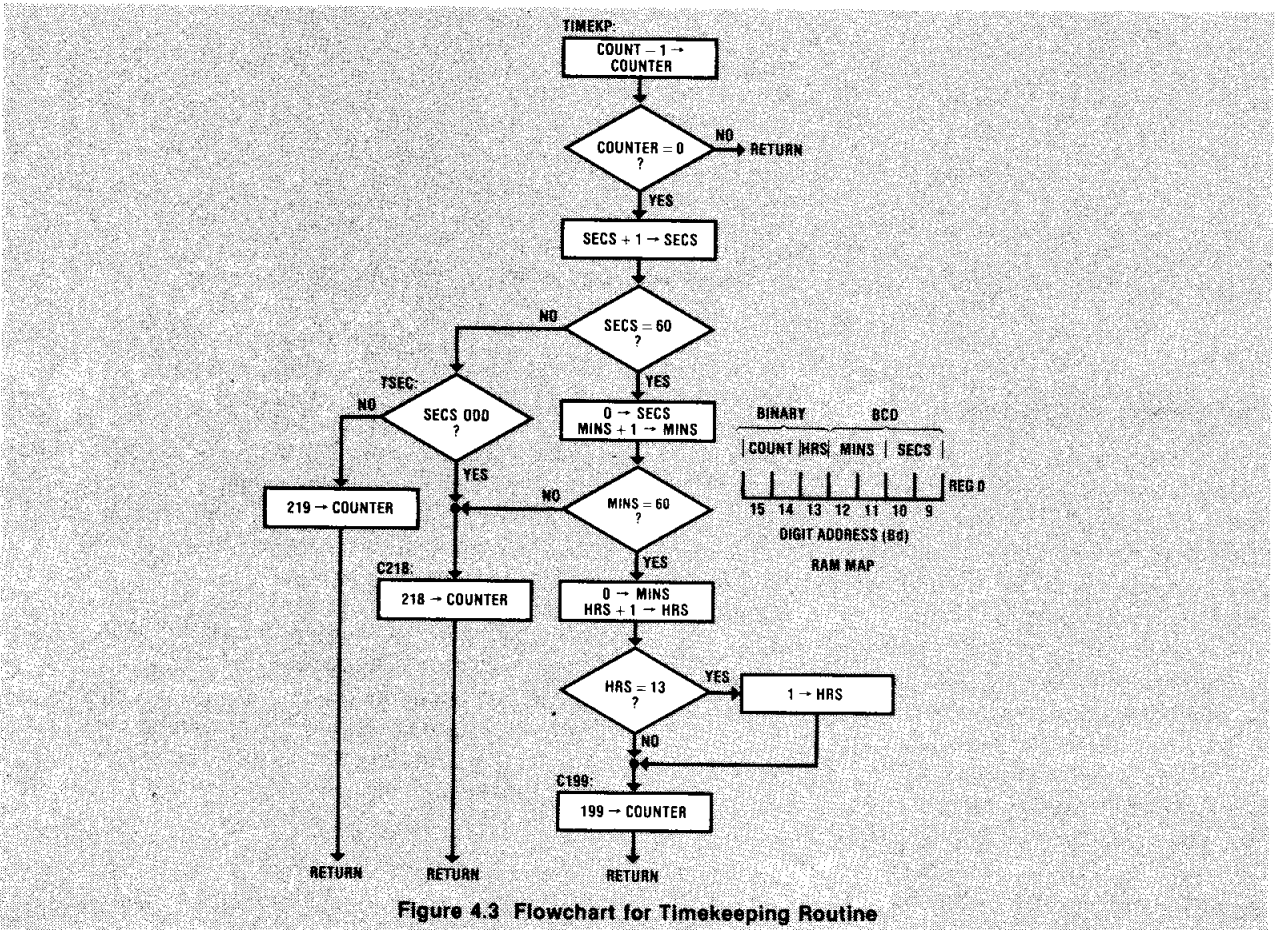 TIMEKP:
COUNT – 1 →
COUNTER
COUNTER = 0
?
NO
RETURN
YES
SECS + 1 → SECS
SECS = 60
?
NO
YES
TSEC:
SECS ODD
?
NO
YES
0 → SECS
MINS + 1 → MINS
BINARY
BCD
COUNT HRS MINS SECS
REG 0
15 14 13 12 11 10 9
DIGIT ADDRESS (Bd)
RAM MAP
219 → COUNTER
MINS = 60
?
NO
YES
C218:
218 → COUNTER
0 → MINS
HRS + 1 → HRS
HRS = 13
?
YES
1 → HRS
NO
C199:
199 → COUNTER
RETURN
RETURN
RETURN
Figure 4.3 Flowchart for Timekeeping Routine